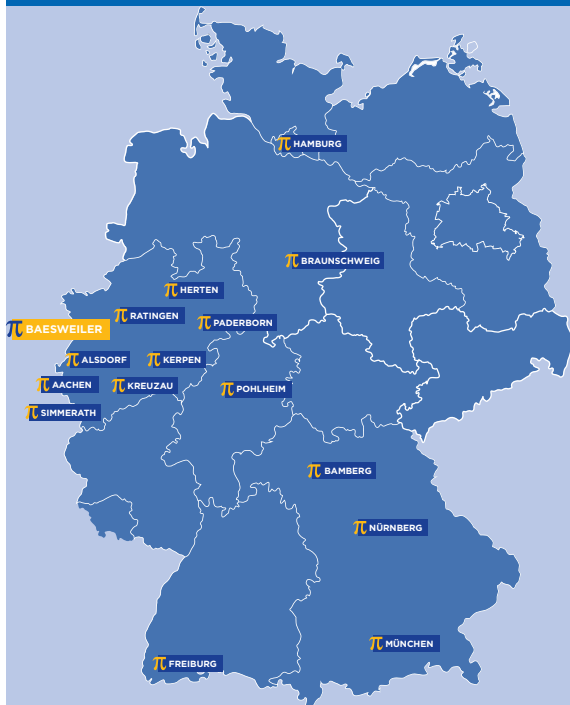 π HAMBURG
π BRAUNSCHWEIG
π HERTEN
π RATINGEN
π PADERBORN
π BAESWEILER
π ALSDORF
π KERPEN
π AACHEN
π KREUZAU
π POHLHEIM
π SIMMERATH
π BAMBERG
π NÜRNBERG
π MÜNCHEN
π FREIBURG